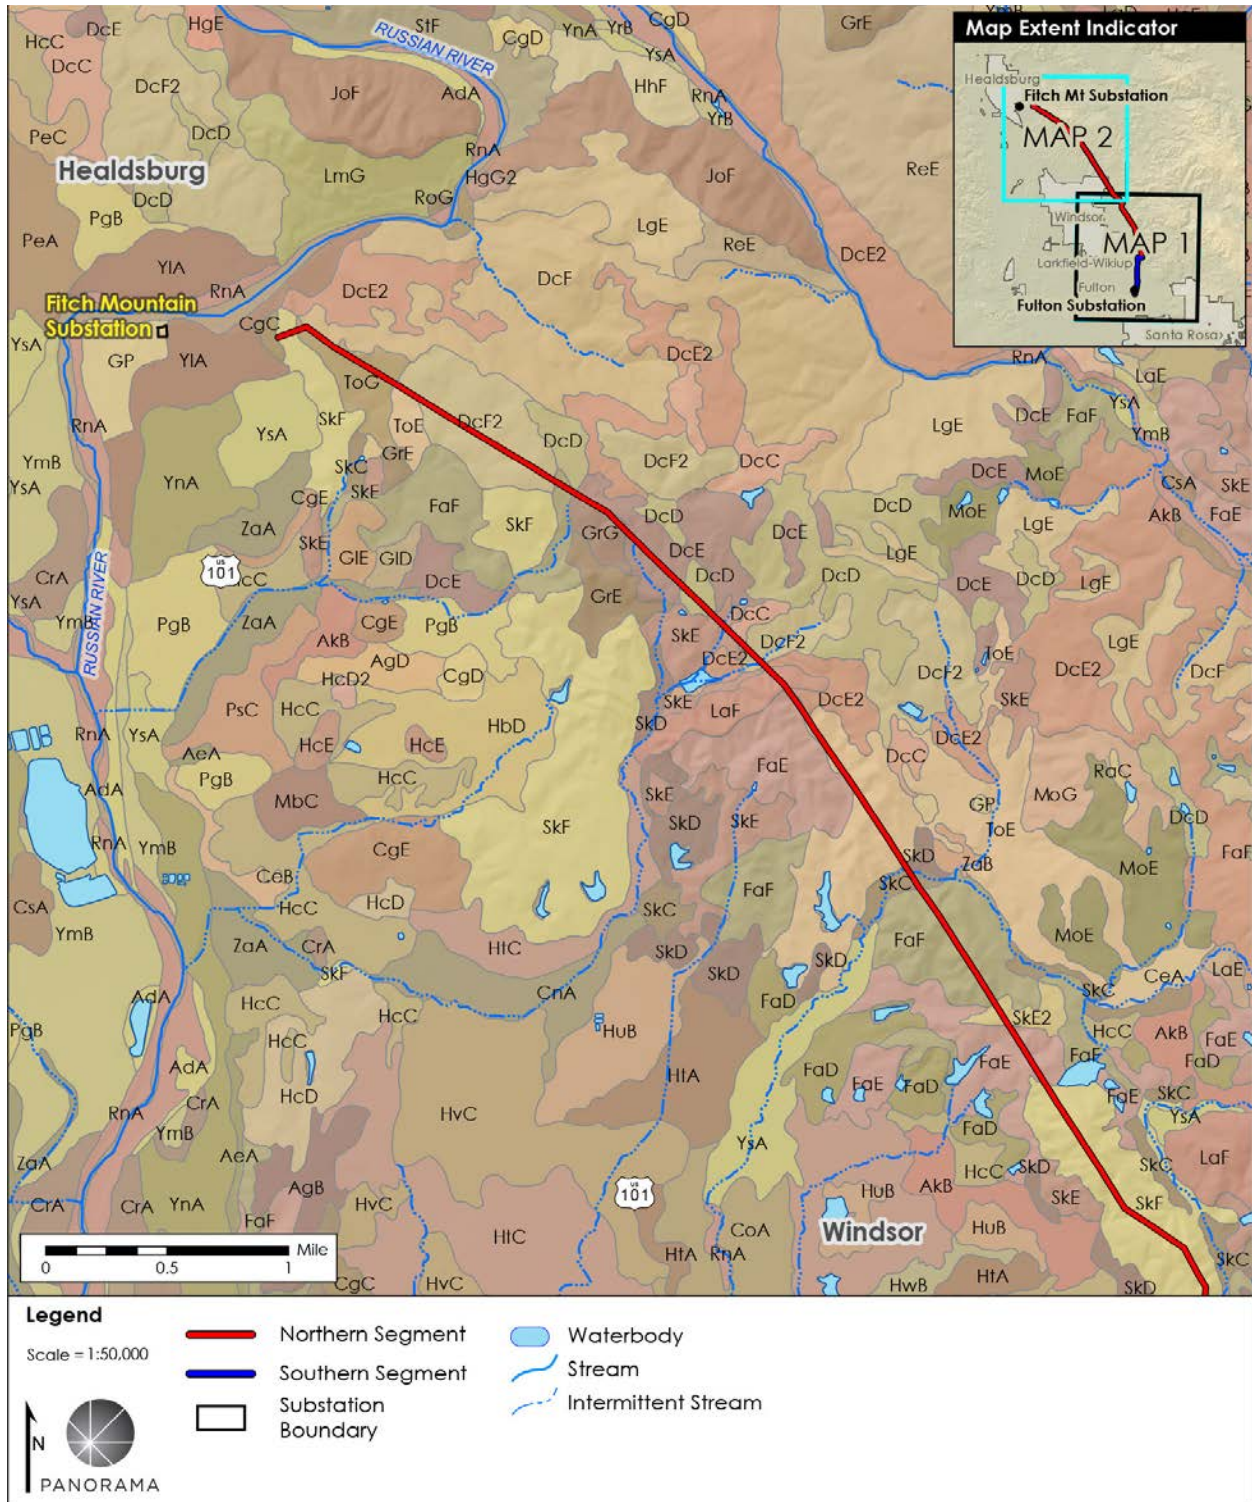 HcC
DcE
HgE
StF
CgD
YnA
YrB
CgD
YmB
GrE
DcC
DcF2
JoF
RUSSIAN RIVER
AdA
YsA
HhF
RnA
YrB
PeC
DcD
RnA
Healdsburg
LmG
HgG2
JoF
ReE
DcD
RoG
PgB
LgE
PeA
ReE
DcE2
YlA
DcF
RnA
DcE2
Fitch Mountain
Substation
CgC
YsA
GP
YlA
DcE2
RnA
LaE
ToG
YsA
RnA
SkF
ToE
DcF2
DcE
FaF
YmB
YsA
DcD
LgE
GrE
YmB
SkC
DcF2
DcC
DcE
MoE
YnA
SkE
CsA
SkE
YsA
CgE
FaF
SkF
DcD
DcD
MoE
LgE
AkB
FaE
ZaA
SkE
GrG
DcE
GlE
GlD
DcE
LgE
US
101
cC
DcE
DcD
DcD
DcE
DcD
LgE
CrA
YsA
GrE
YmB
PgB
ZaA
CgE
PgB
DcC
RUSSIAN RIVER
AkB
SkE
DcF2
LgE
AgD
CgD
DcE2
ToE
HcD2
DcF2
DcE2
DcF
PsC
HcC
HbD
SkE
LaF
DcE2
SkE
RnA
YsA
HcE
HcE
SkD
DcE2
AeA
PgB
HcC
FaE
DcC
RaC
AdA
MbC
SkE
GP
MoG
DcD
SkF
SkD
SkE
ToE
RnA
YmB
CgE
SkD
ZaB
MoE
FaF
CeB
FaF
SkC
CsA
YmB
HcC
HcD
SkC
ZaA
CrA
HtC
SkD
FaF
MoE
SkF
SkD
SkD
CeA
LaE
AdA
HcC
CnA
FaD
SkC
PgB
HcC
HcC
HuB
SkE2
HcC
AkB
FaE
AdA
HcD
HtA
FaD
FaE
FaD
FaE
FaF
FaD
CrA
RnA
HvC
FaE
SkC
YmB
FaD
YsA
ZaA
AeA
YsA
HcC
SkD
SkC
LaF
CrA
CrA
YnA
AgB
HvC
US
101
HuB
AkB
SkE
SkF
FaF
HtC
CoA
Windsor
HuB
HtA
RnA
SkC
CgC
HvC
HwB
HtA
SkD
0
0.5
1
Mile
Map Extent Indicator
Healdsburg
Fitch Mt Substation
MAP 2
Windsor
MAP 1
Larkfield-Wikiup
Fulton
Fulton Substation
Santa Rosa
Legend
Scale = 1:50,000
Northern Segment
Southern Segment
Substation
Boundary
Waterbody
Stream
Intermittent Stream
N
PANORAMA